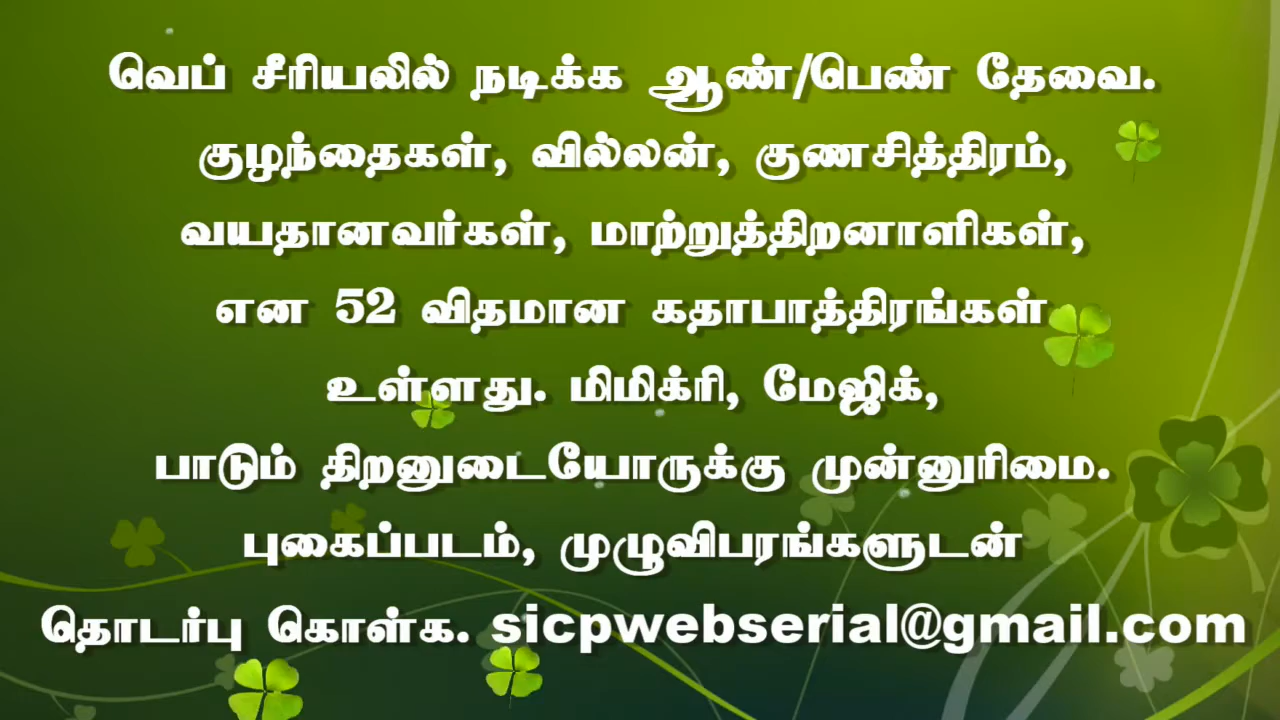 வெப் சீரியலில் நடிக்க ஆண்/பெண் தேவை.
குழந்தைகள், வில்லன், குணசித்திரம்,
வயதானவர்கள், மாற்றுத்திறனாளிகள்,
என 52 விதமான கதாபாத்திரங்கள்
உள்ளது. மிமிக்ரி, மேஜிக்,
பாடும் திறனுடையோருக்கு முன்னுரிமை.
புகைப்படம், முழுவிபரங்களுடன்
தொடர்பு கொள்க. sicpwebserial@gmail.com